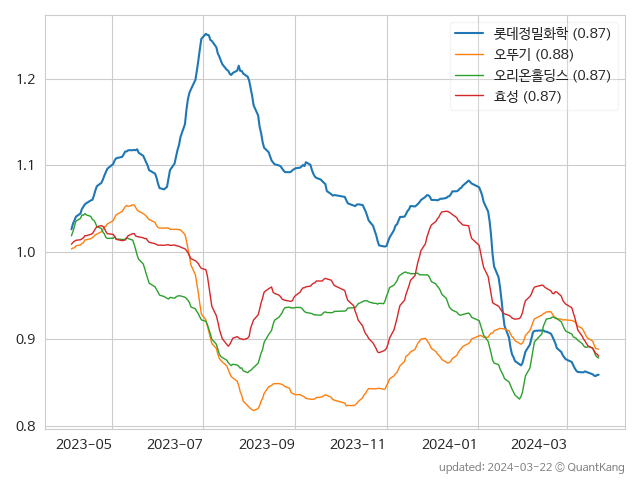 롯데정밀화학 (0.87)
오뚜기 (0.88)
오리온홀딩스 (0.87)
효성 (0.87)
1.2
1.1
1.0
0.9
0.8
2023-05 2023-07 2023-09 2023-11 2024-01 2024-03
updated: 2024-03-22 © QuantKang